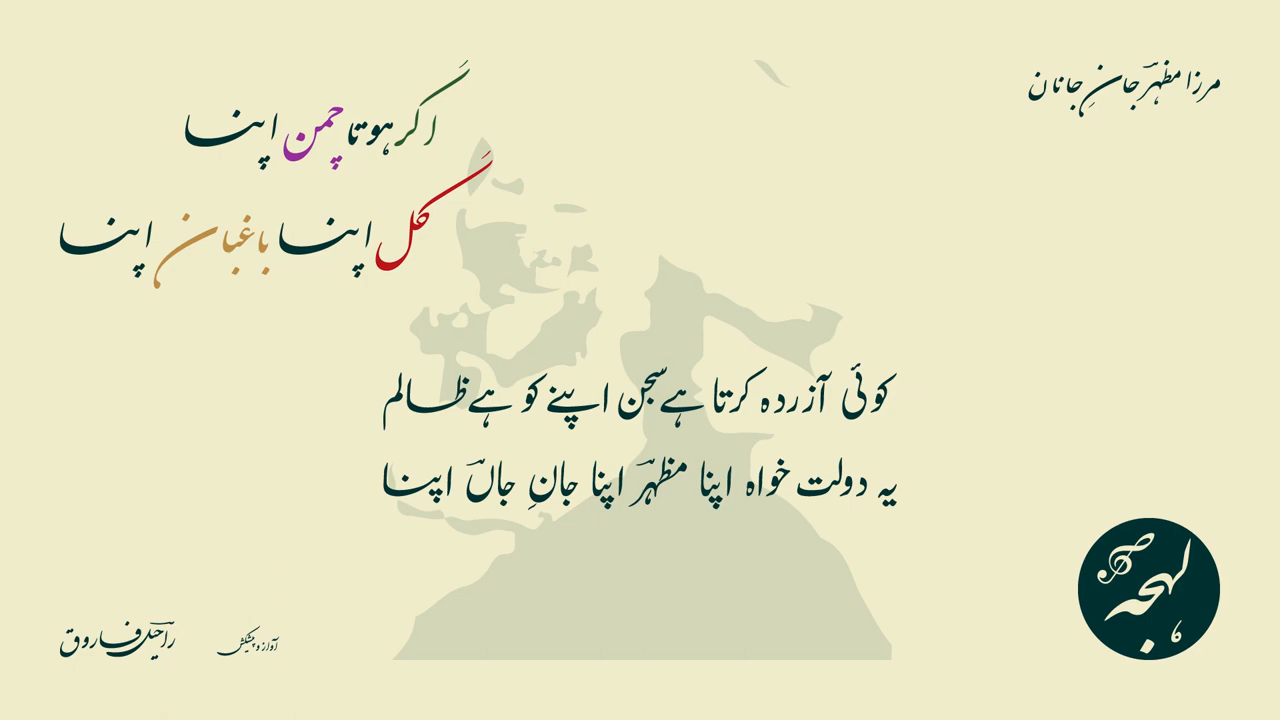 مرزا مظہرؔ جانِ جانان
اگر ہوتا چمن اپنا
گل اپنا باغباں اپنا
کوئی آزردہ کرتا ہے سجن اپنے کو ہے ظالم
یہ دولت خواہ اپنا مظہرؔ اپنا جانِ جاںؔ اپنا
لہجہ
آواز و پیشکش
راحیلؔ فاروق